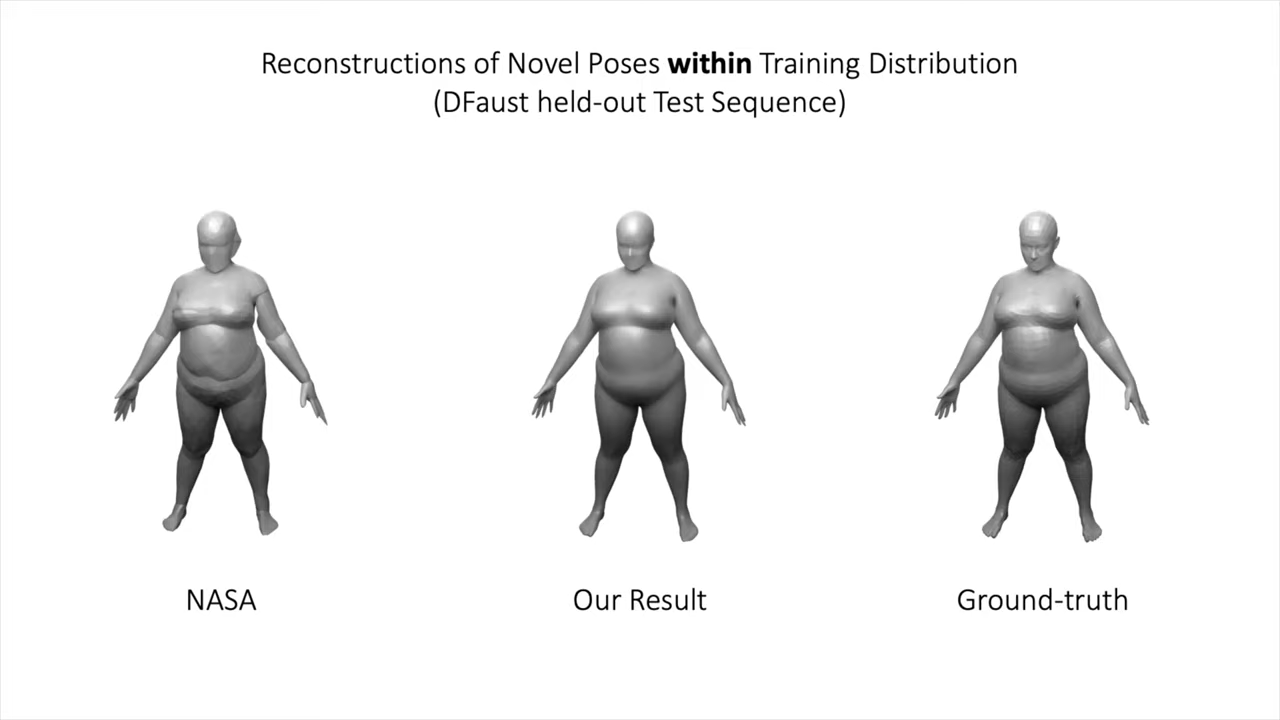 Reconstructions of Novel Poses within Training Distribution
(DFaust held-out Test Sequence)
NASA
Our Result
Ground-truth